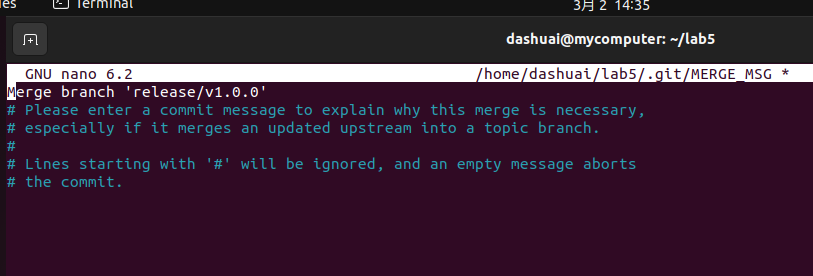 Terminal
3月 2 14:35
dashuai@mycomputer: ~/lab5
GNU nano 6.2 /home/dashuai/lab5/.git/MERGE_MSG *
Merge branch 'release/v1.0.0'
# Please enter a commit message to explain why this merge is necessary,
# especially if it merges an updated upstream into a topic branch.
#
# Lines starting with '#' will be ignored, and an empty message aborts
# the commit.